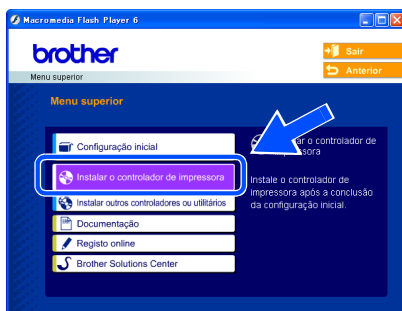 Macromedia Flash Player 6
brother
Sair
Anterior
Menu superior
Menu superior
Configuração inicial
Instalar o controlador de impressora
Instalar outros controladores ou utilitários
Documentação
Registo online
Brother Solutions Center
o controlador de
Instale o controlador de
impressora após a conclusão
da configuração inicial.